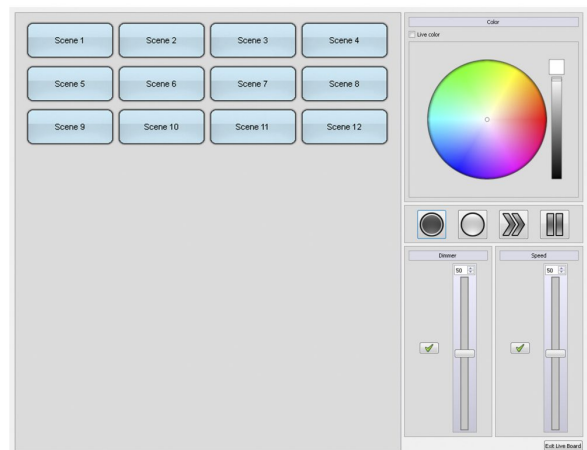 Scene 1 Scene 2 Scene 3 Scene 4
Scene 5 Scene 6 Scene 7 Scene 8
Scene 9 Scene 10 Scene 11 Scene 12
Color
Live color
Dimmer Speed
50 50
Exit Live Board